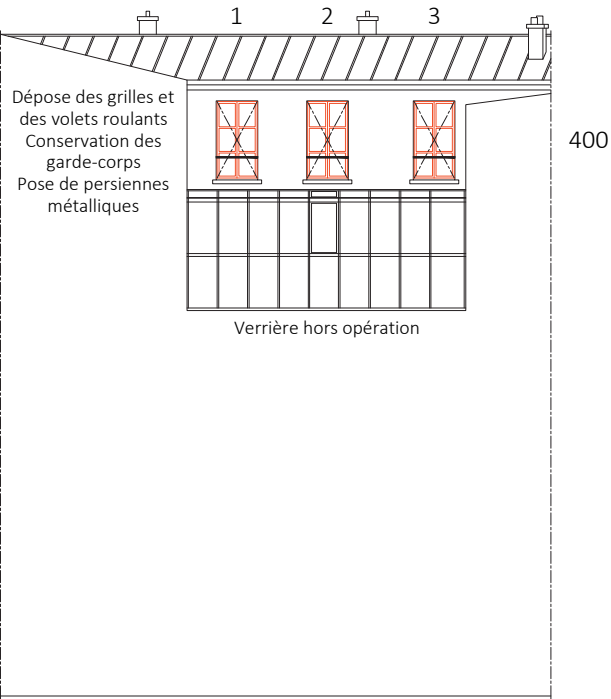 1 2 3
Dépose des grilles et
des volets roulants
Conservation des
garde-corps
Pose de persiennes
métalliques
400
Verrière hors opération